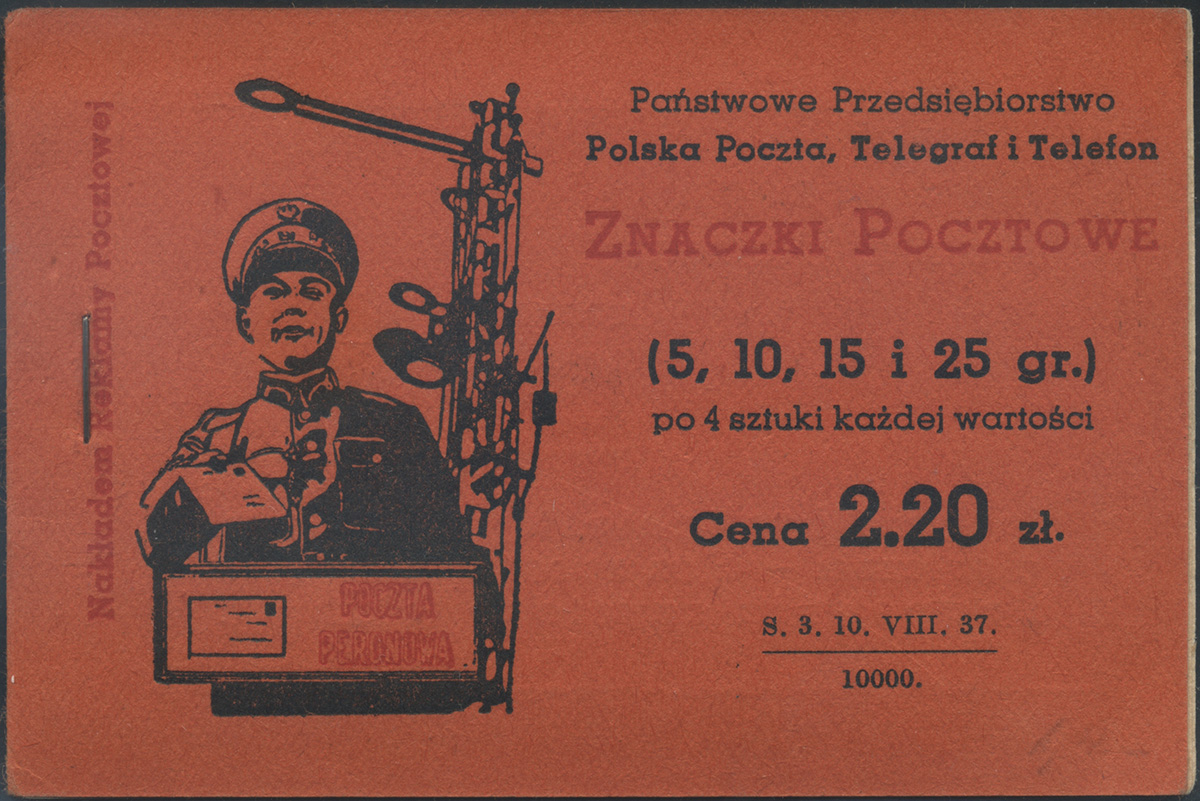 Nakładem Reklamy Pocztowej
POCZTA
PERONOWA
Państwowe Przedsiębiorstwo
Polska Poczta, Telegraf i Telefon
ZNACZKI POCZTOWE
(5, 10, 15 i 25 gr.)
po 4 sztuki każdej wartości
Cena 2.20 zł.
S. 3. 10. VIII. 37.
10000.